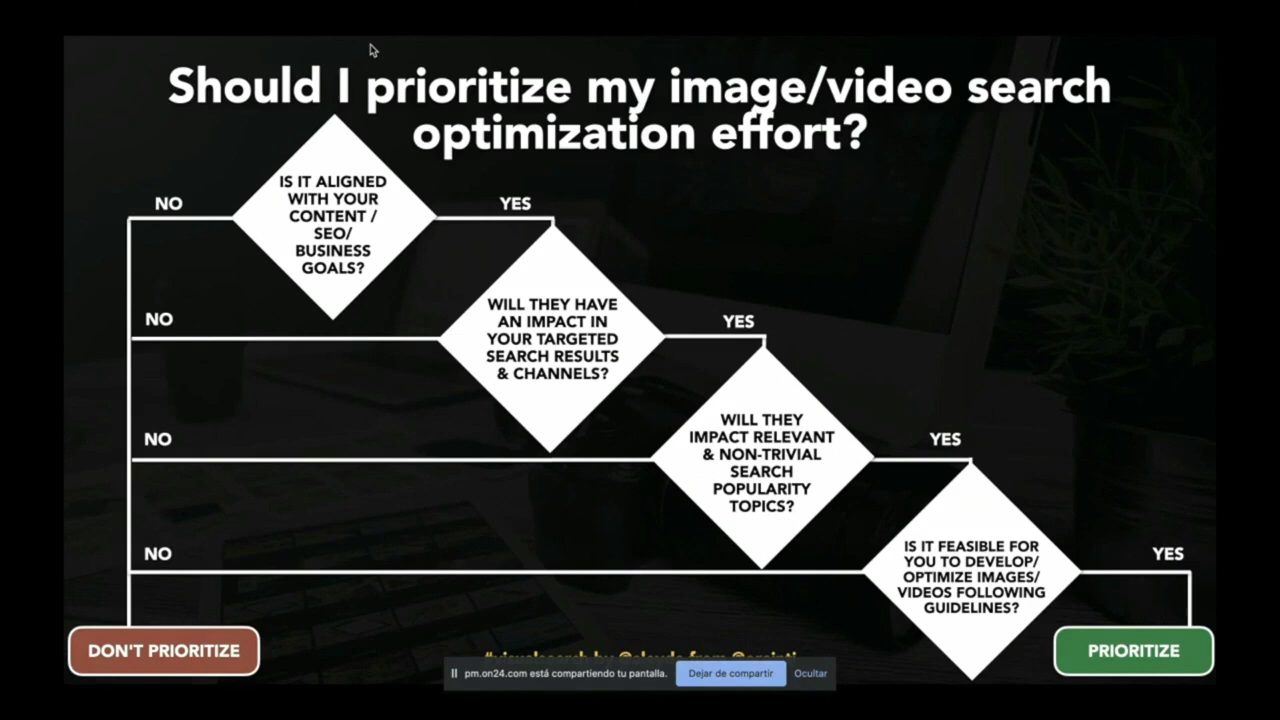 Should I prioritize my image/video search
optimization effort?
IS IT ALIGNED
WITH YOUR
CONTENT /
SEO/
BUSINESS
GOALS?
NO
YES
WILL THEY HAVE
AN IMPACT IN
YOUR TARGETED
SEARCH RESULTS
& CHANNELS?
NO
YES
WILL THEY
IMPACT RELEVANT
& NON-TRIVIAL
SEARCH
POPULARITY
TOPICS?
NO
YES
IS IT FEASIBLE FOR
YOU TO DEVELOP/
OPTIMIZE IMAGES/
VIDEOS FOLLOWING
GUIDELINES?
NO
YES
DON'T PRIORITIZE
PRIORITIZE
pm.on24.com está compartiendo tu pantalla.
Dejar de compartir
Ocultar